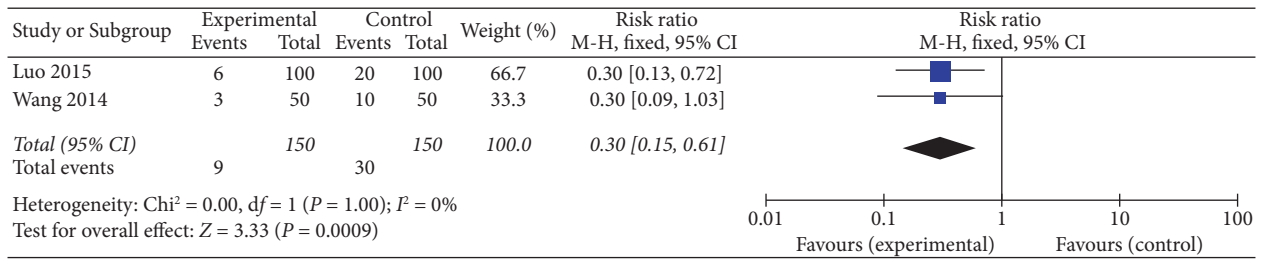 Study or Subgroup Experimental Control Weight (%) Risk ratio Risk ratio
Events Total Events Total M-H, fixed, 95% CI M-H, fixed, 95% CI
Luo 2015 6 100 20 100 66.7 0.30 [0.13, 0.72]
Wang 2014 3 50 10 50 33.3 0.30 [0.09, 1.03]
Total (95% CI) 150 150 100.0 0.30 [0.15, 0.61]
Total events 9 30
Heterogeneity: Chi² = 0.00, df = 1 (P = 1.00); I² = 0%
Test for overall effect: Z = 3.33 (P = 0.0009)
0.01 0.1 1 10 100
Favours (experimental) Favours (control)